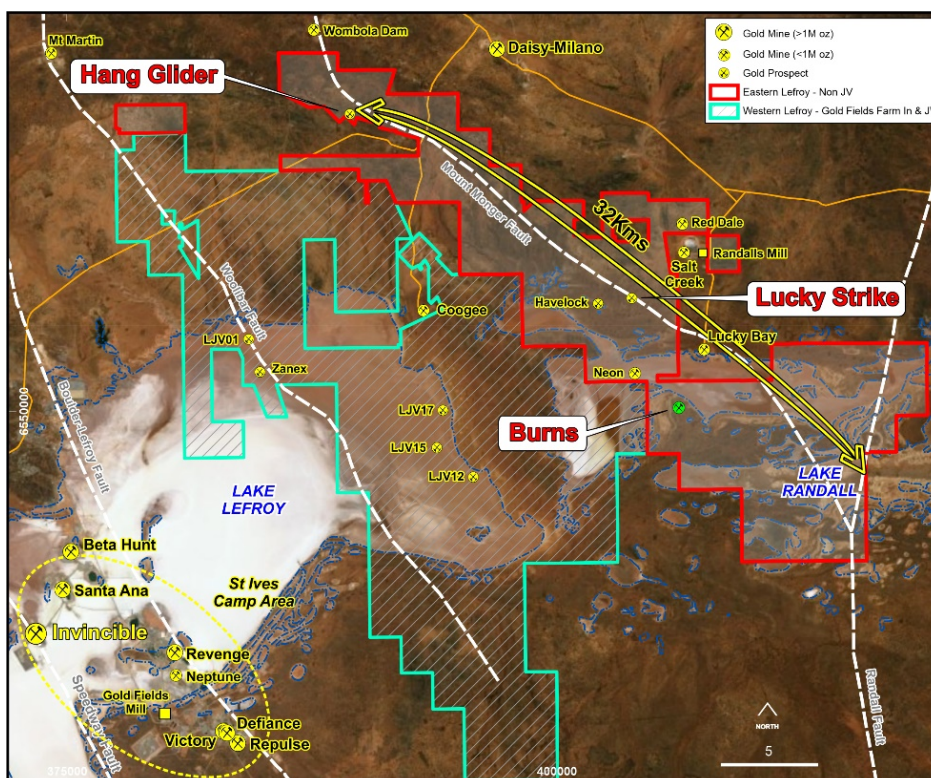 Mt Martin
Wombola Dam
Daisy-Milano
Hang Glider
Gold Mine (>1M oz)
Gold Mine (<1M oz)
Gold Prospect
Eastern Lefroy - Non JV
Western Lefroy - Gold Fields Farm In & J
Mount Monger Fault
32Kms
Red Dale
Randalls Mill
Salt
Creek
Woolibar Fault
Lucky Strike
Havelock
Coogee
LJV01
Lucky Bay
Zanex
Neon
6550000
Boulder-Lefroy Fault
LJV17
Burns
LJV15
LJV12
LAKE
LEFROY
LAKE
RANDALL
Beta Hunt
Santa Ana
St Ives
Camp Area
Invincible
Revenge
Neptune
Gold Fields
Mill
Speedway Fault
Defiance
Victory
Repulse
Randall Fault
NORTH
5
375000
400000